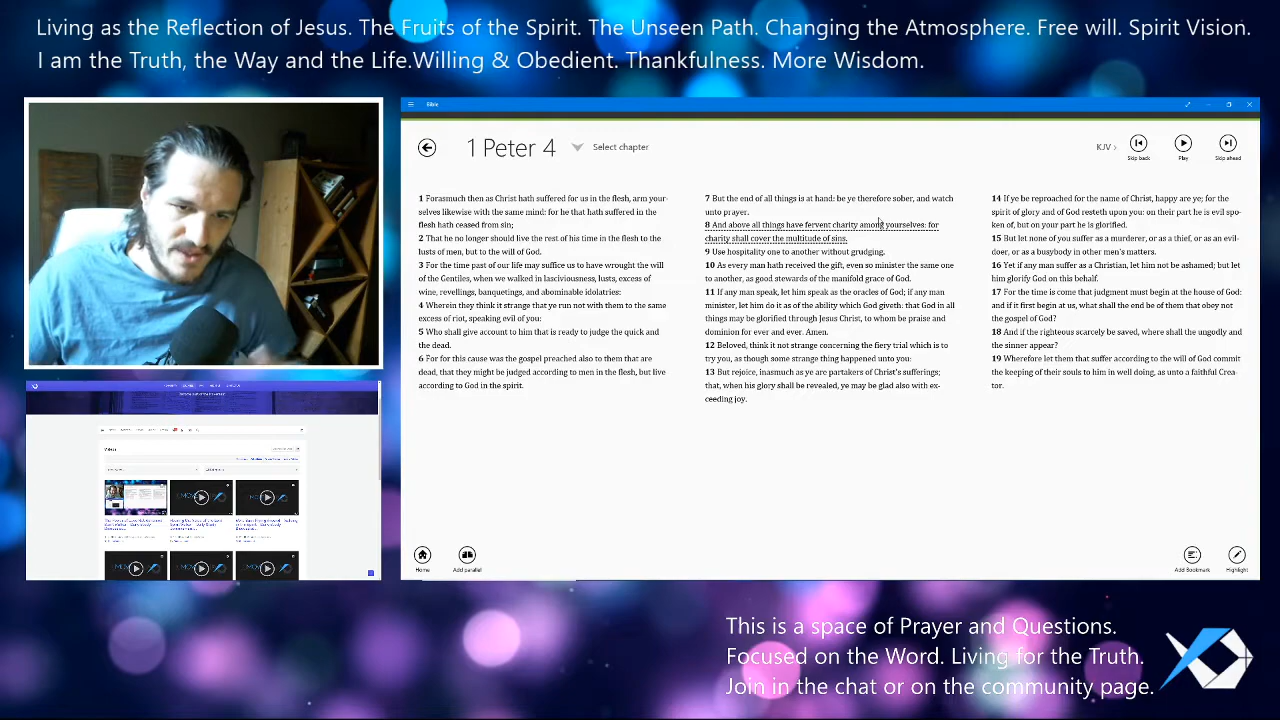 Living as the Reflection of Jesus. The Fruits of the Spirit. The Unseen Path. Changing the Atmosphere. Free will. Spirit Vision.
I am the Truth, the Way and the Life.Willing & Obedient. Thankfulness. More Wisdom.
Bible
1 Peter 4
Select chapter
KJV
Skip back
Play
Skip ahead
1 Forasmuch then as Christ hath suffered for us in the flesh, arm your-
selves likewise with the same mind: for he that hath suffered in the
flesh hath ceased from sin;
2 That he no longer should live the rest of his time in the flesh to the
lusts of men, but to the will of God.
3 For the time past of our life may suffice us to have wrought the will
of the Gentiles, when we walked in lasciviousness, lusts, excess of
wine, revellings, banquetings, and abominable idolatries:
4 Wherein they think it strange that ye run not with them to the same
excess of riot, speaking evil of you:
5 Who shall give account to him that is ready to judge the quick and
the dead.
6 For for this cause was the gospel preached also to them that are
dead, that they might be judged according to men in the flesh, but live
according to God in the spirit.
7 But the end of all things is at hand: be ye therefore sober, and watch
unto prayer.
8 And above all things have fervent charity among yourselves: for
charity shall cover the multitude of sins.
9 Use hospitality one to another without grudging.
10 As every man hath received the gift, even so minister the same one
to another, as good stewards of the manifold grace of God.
11 If any man speak, let him speak as the oracles of God; if any man
minister, let him do it as of the ability which God giveth: that God in all
things may be glorified through Jesus Christ, to whom be praise and
dominion for ever and ever. Amen.
12 Beloved, think it not strange concerning the fiery trial which is to
try you, as though some strange thing happened unto you:
13 But rejoice, inasmuch as ye are partakers of Christ's sufferings;
that, when his glory shall be revealed, ye may be glad also with ex-
ceeding joy.
14 If ye be reproached for the name of Christ, happy are ye; for the
spirit of glory and of God resteth upon you: on their part he is evil spo-
ken of, but on your part he is glorified.
15 But let none of you suffer as a murderer, or as a thief, or as an evil-
doer, or as a busybody in other men's matters.
16 Yet if any man suffer as a Christian, let him not be ashamed; but let
him glorify God on this behalf.
17 For the time is come that judgment must begin at the house of God:
and if it first begin at us, what shall the end be of them that obey not
the gospel of God?
18 And if the righteous scarcely be saved, where shall the ungodly and
the sinner appear?
19 Wherefore let them that suffer according to the will of God commit
the keeping of their souls to him in well doing, as unto a faithful Crea-
tor.
Videos
Home
Add parallel
Add Bookmark
Highlight
This is a space of Prayer and Questions.
Focused on the Word. Living for the Truth.
Join in the chat or on the community page.